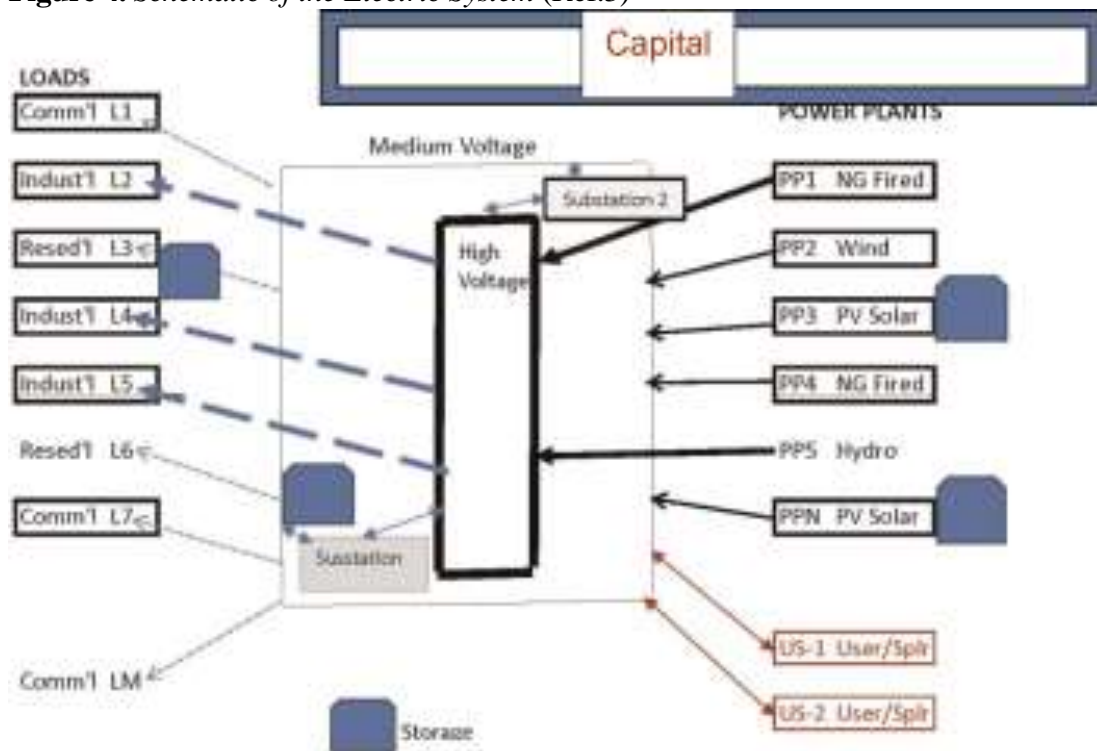 Figure 4. Schematic of the Electric System (Ref.3)
Capital
LOADS
Comm'l L1
Indust'l L2
Resed'l L3
Indust'l L4
Indust'l L5
Resed'l L6
Comm'l L7
Comm'l LM
Medium Voltage
Substation 2
High
Voltage
Susstation
Storage
POWER PLANTS
PP1 NG Fired
PP2 Wind
PP3 PV Solar
PP4 NG Fired
PP5 Hydro
PPN PV Solar
US-1 User/Splr
US-2 User/Splr